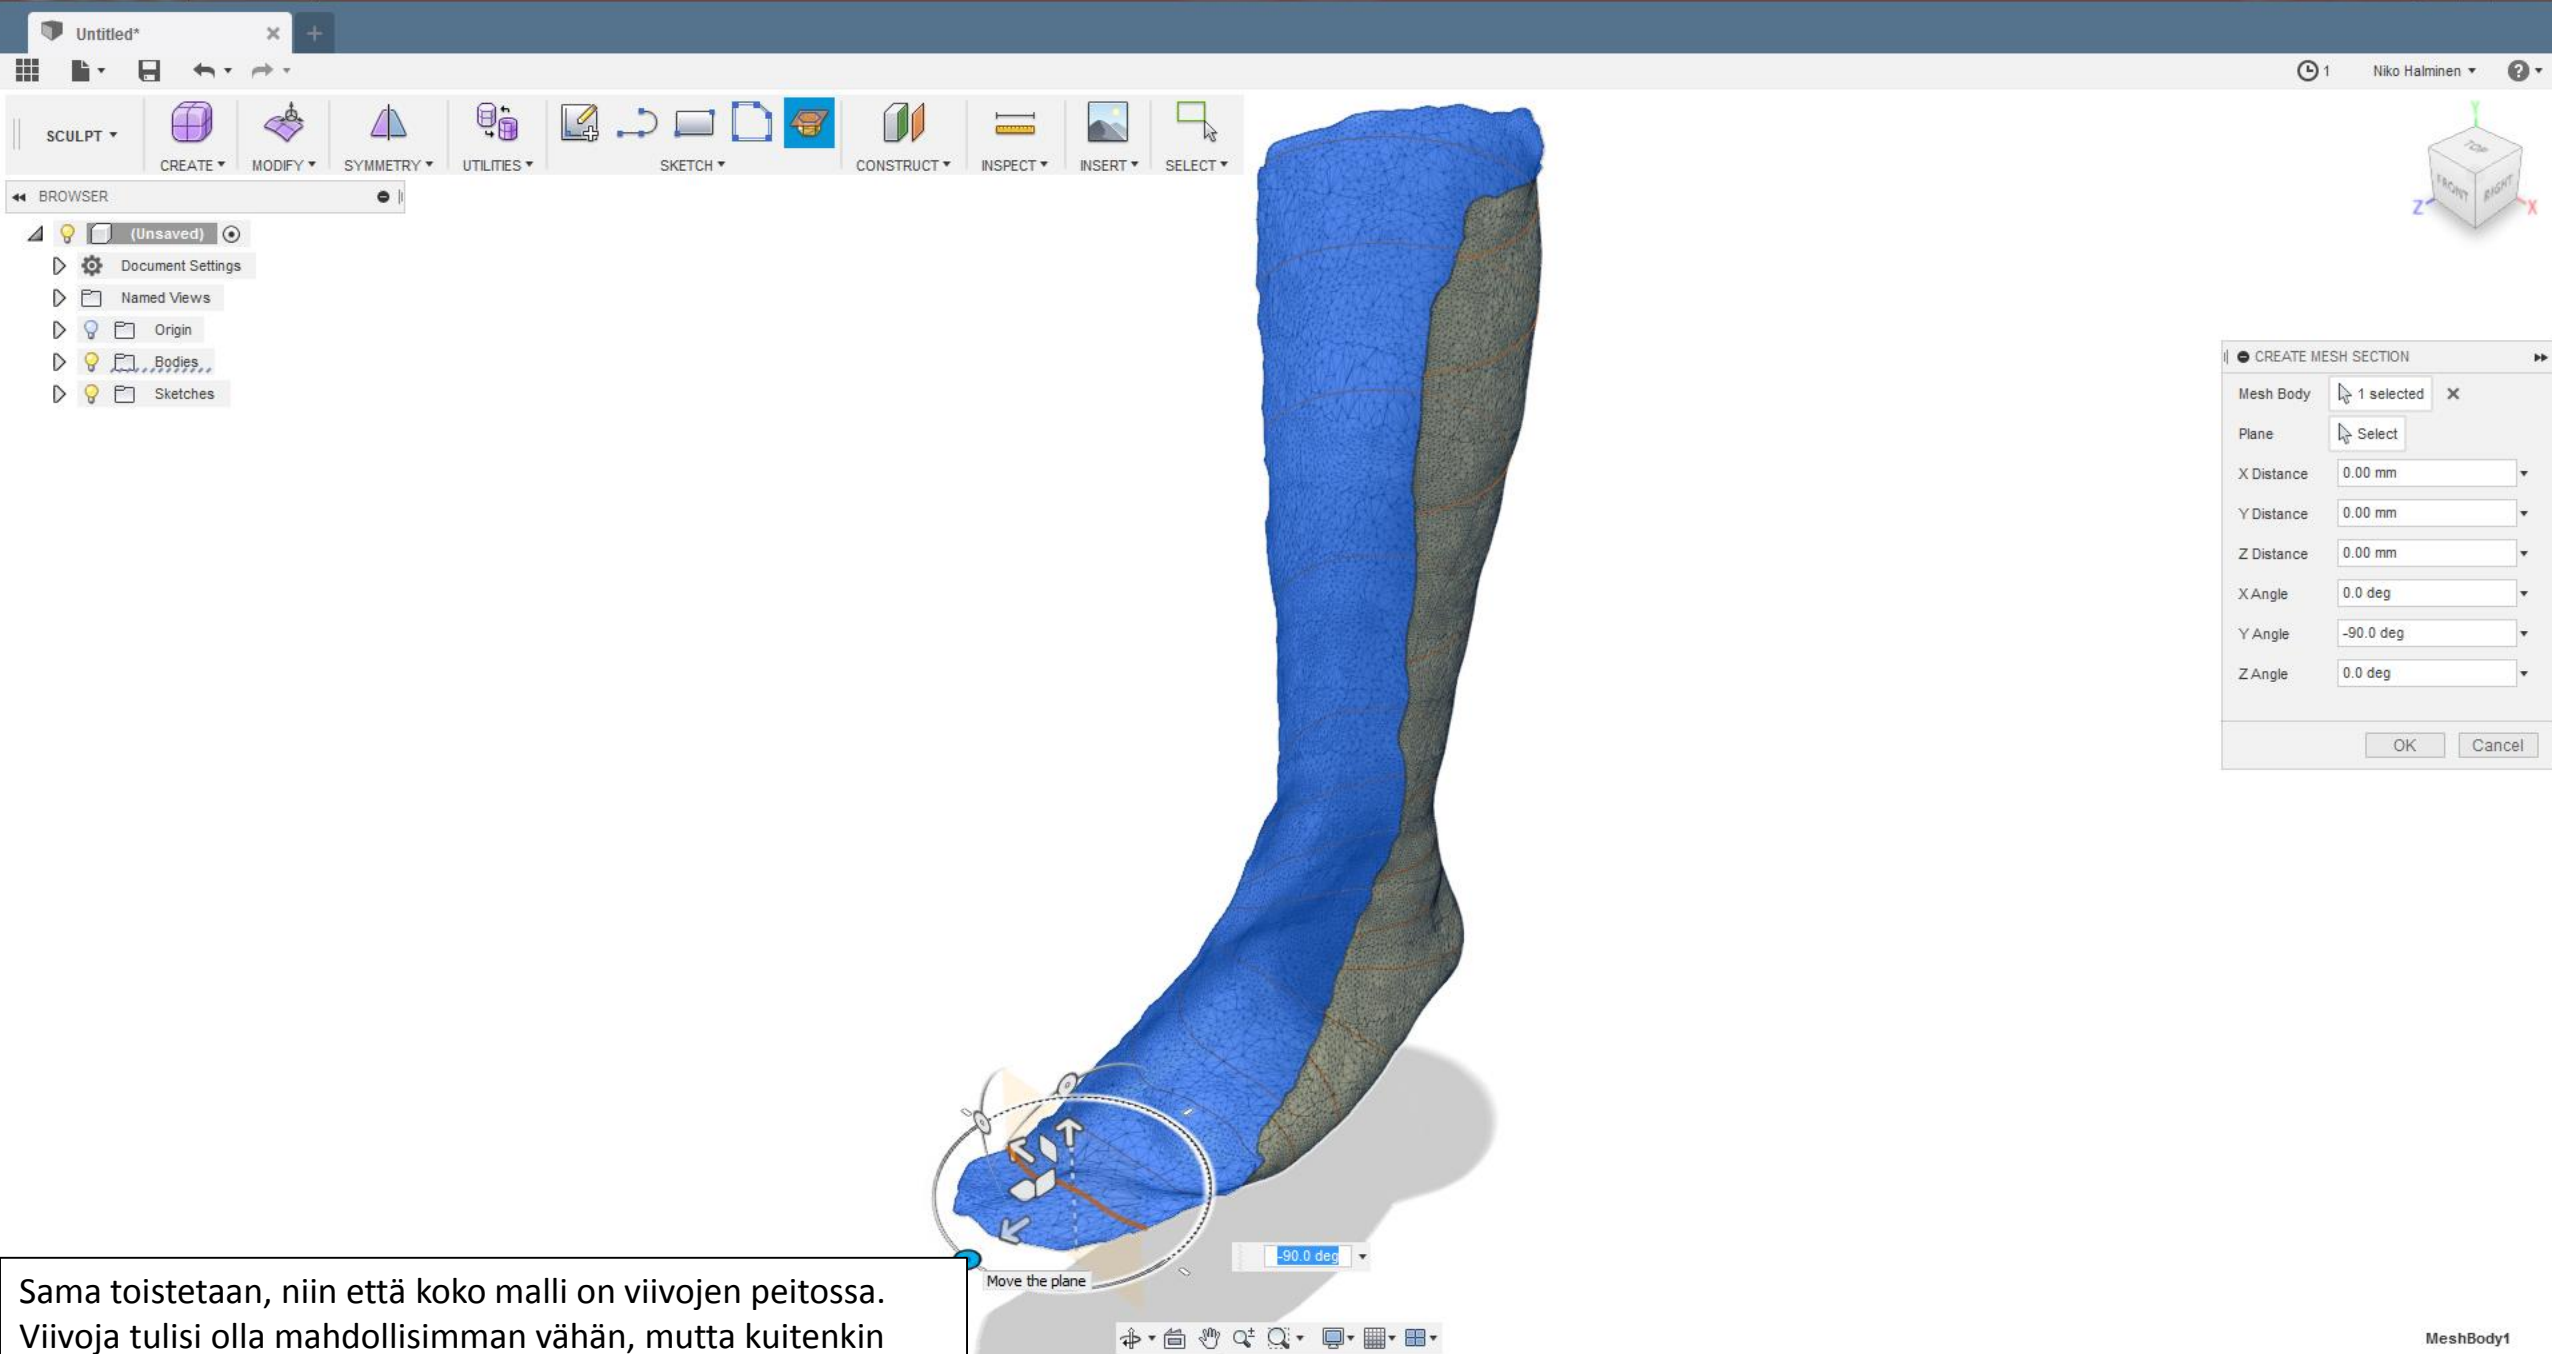 Untitled*
1
Niko Halminen
?
SCULPT
CREATE
MODIFY
SYMMETRY
UTILITIES
SKETCH
CONSTRUCT
INSPECT
INSERT
SELECT
Y
TOP
FRONT
RIGHT
Z
X
BROWSER
(Unsaved)
Document Settings
Named Views
Origin
Bodies
Sketches
CREATE MESH SECTION
Mesh Body 1 selected
Plane Select
X Distance 0.00 mm
Y Distance 0.00 mm
Z Distance 0.00 mm
X Angle 0.0 deg
Y Angle -90.0 deg
Z Angle 0.0 deg
OK Cancel
-90.0 deg
Move the plane
Sama toistetaan, niin että koko malli on viivojen peitossa.
Viivoja tulisi olla mahdollisimman vähän, mutta kuitenkin
MeshBody1